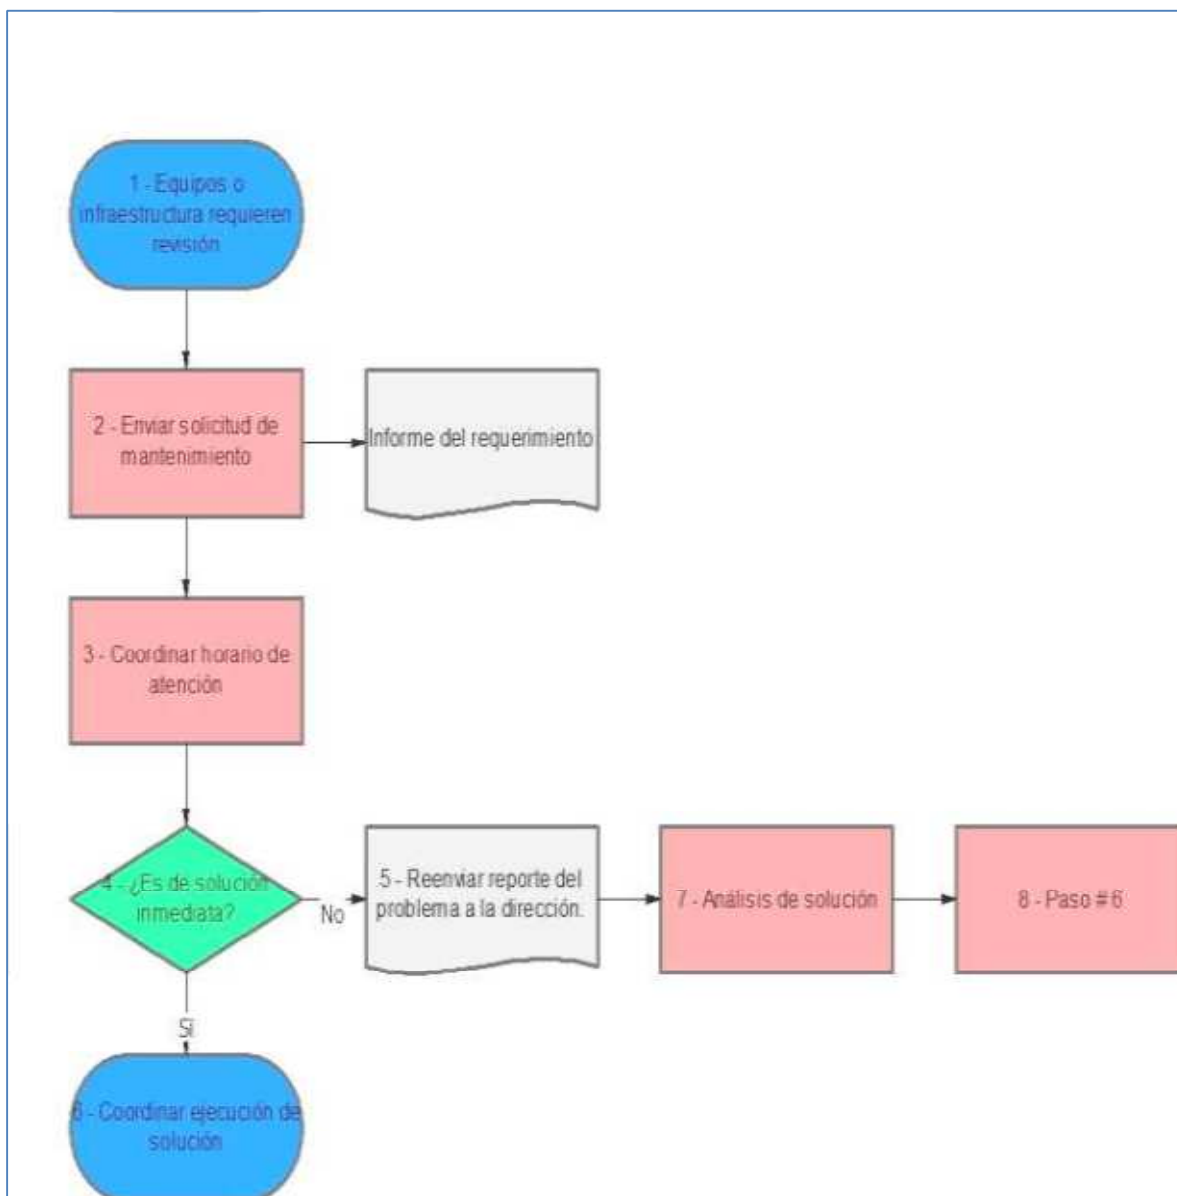 1 - Equipos o
infraestructura requieren
revisión
2 - Enviar solicitud de
mantenimiento
Informe del requerimiento
3 - Coordinar horario de
atención
4 - ¿Es de solución
inmediata?
No
5 - Reenviar reporte del
problema a la dirección.
7 - Análisis de solución
8 - Paso # 6
Sí
6 - Coordinar ejecución de
solución